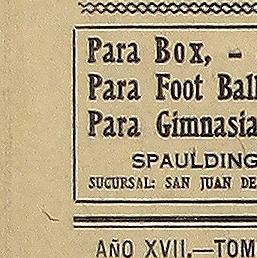 Para Box, -
Para Foot Ball
Para Gimnasia
SPAULDING
SUCURSAL: SAN JUAN DE
AÑO XVII.—TOM